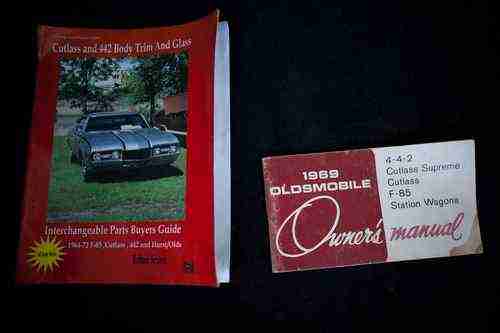 Cutlass and 442 Body Trim And Glass
Interchangeable Parts Buyers Guide
1964-72 F-85, Cutlass, 442 and Hurst/Olds
1969
OLDSMOBILE
Owner's manual
4-4-2
Cutlass Supreme
Cutlass
F-85
Station Wagons